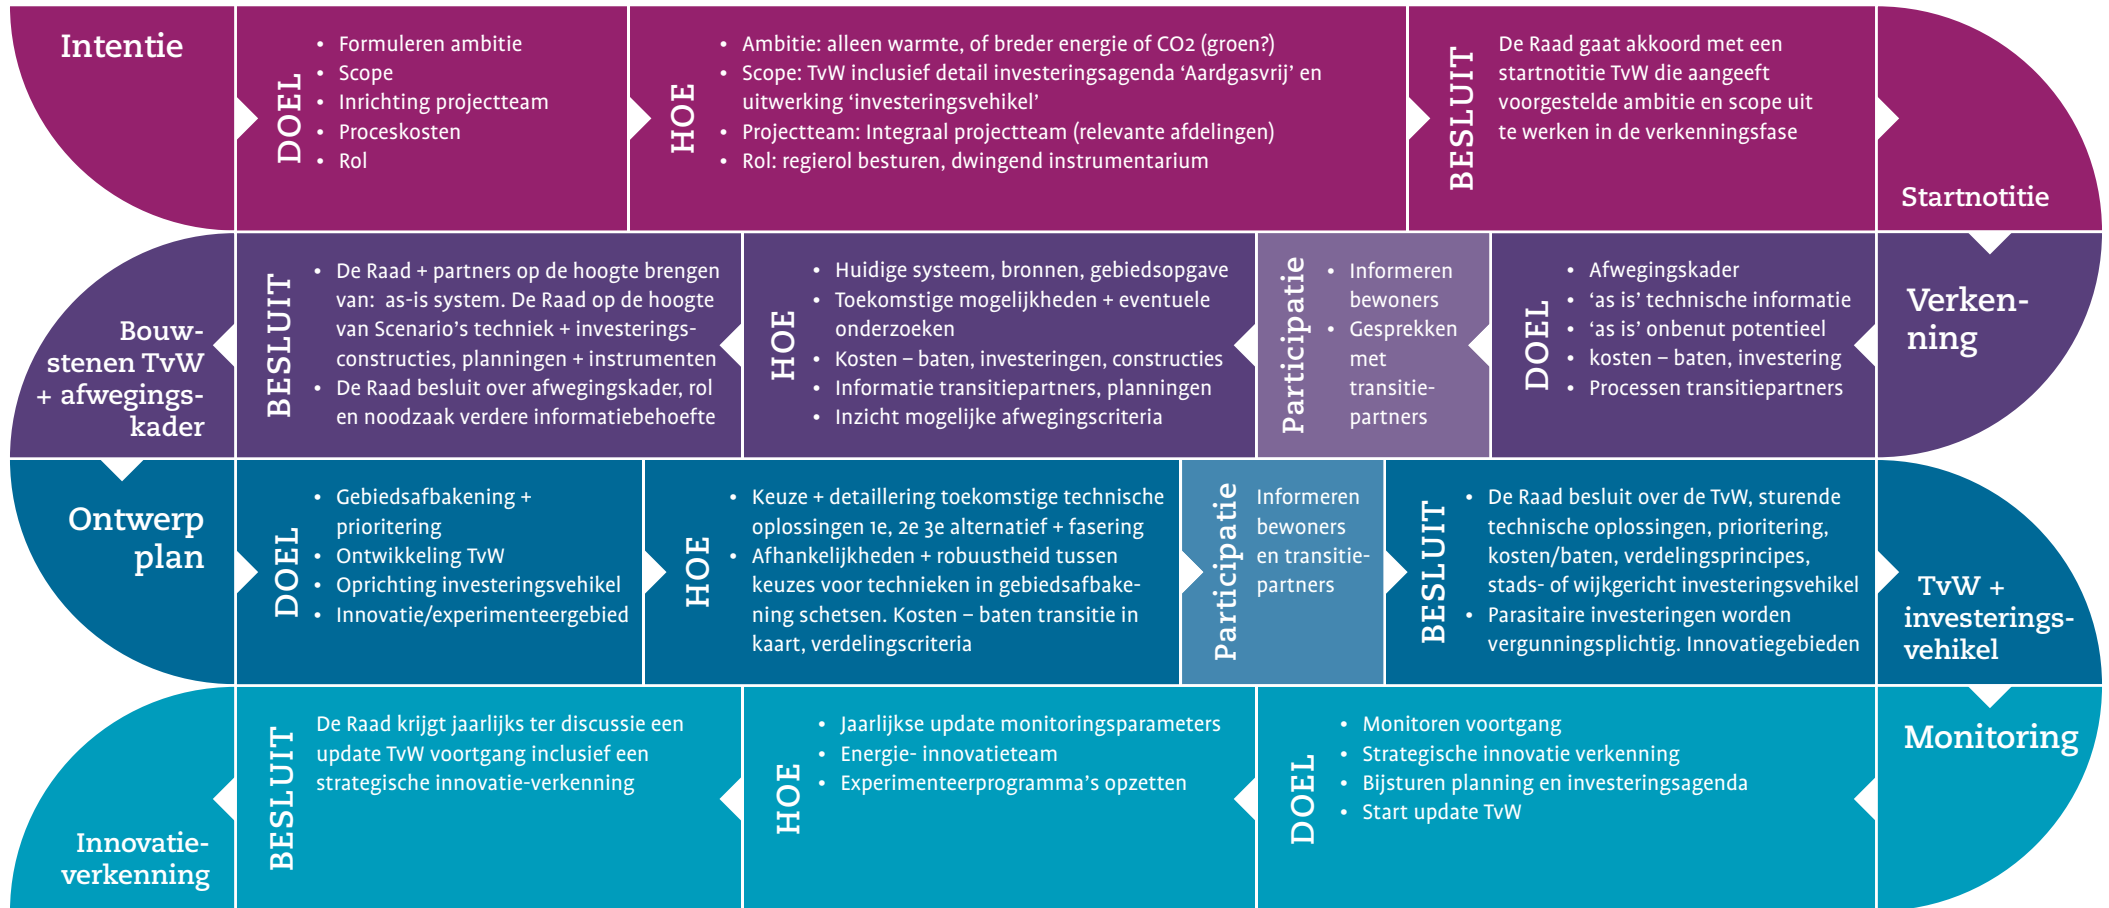 Intentie
DOEL
• Formuleren ambitie
• Scope
• Inrichting projectteam
• Proceskosten
• Rol
HOE
• Ambitie: alleen warmte, of breder energie of CO2 (groen?)
• Scope: TvW inclusief detail investeringsagenda ‘Aardgasvrij’ en
uitwerking ‘investeringsvehikel’
• Projectteam: Integraal projectteam (relevante afdelingen)
• Rol: regierol besturen, dwingend instrumentarium
BESLUIT
De Raad gaat akkoord met een
startnotitie TvW die aangeeft
voorgestelde ambitie en scope uit
te werken in de verkenningsfase
Startnotitie
Verken-
ning
DOEL
• Afwegingskader
• ‘as is’ technische informatie
• ‘as is’ onbenut potentieel
• kosten – baten, investering
• Processen transitiepartners
Participatie
• Informeren
bewoners
• Gesprekken
met
transitie-
partners
HOE
• Huidige systeem, bronnen, gebiedsopgave
• Toekomstige mogelijkheden + eventuele
onderzoeken
• Kosten – baten, investeringen, constructies
• Informatie transitiepartners, planningen
• Inzicht mogelijke afwegingscriteria
BESLUIT
• De Raad + partners op de hoogte brengen
van: as-is system. De Raad op de hoogte
van Scenario’s techniek + investerings-
constructies, planningen + instrumenten
• De Raad besluit over afwegingskader, rol
en noodzaak verdere informatiebehoefte
Bouw-
stenen TvW
+ afwegings-
kader
Ontwerp
plan
DOEL
• Gebiedsafbakening +
prioritering
• Ontwikkeling TvW
• Oprichting investeringsvehikel
• Innovatie/experimenteergebied
HOE
• Keuze + detaillering toekomstige technische
oplossingen 1e, 2e 3e alternatief + fasering
• Afhankelijkheden + robuustheid tussen
keuzes voor technieken in gebiedsafbake-
ning schetsen. Kosten – baten transitie in
kaart, verdelingscriteria
Participatie
Informeren
bewoners
en transitie-
partners
BESLUIT
• De Raad besluit over de TvW, sturende
technische oplossingen, prioritering,
kosten/baten, verdelingsprincipes,
stads- of wijkgericht investeringsvehikel
• Parasitaire investeringen worden
vergunningsplichtig. Innovatiegebieden
TvW +
investerings-
vehikel
Monitoring
DOEL
• Monitoren voortgang
• Strategische innovatie verkenning
• Bijsturen planning en investeringsagenda
• Start update TvW
HOE
• Jaarlijkse update monitoringsparameters
• Energie- innovatieteam
• Experimenteerprogramma’s opzetten
BESLUIT
De Raad krijgt jaarlijks ter discussie een
update TvW voortgang inclusief een
strategische innovatie-verkenning
Innovatie-
verkenning